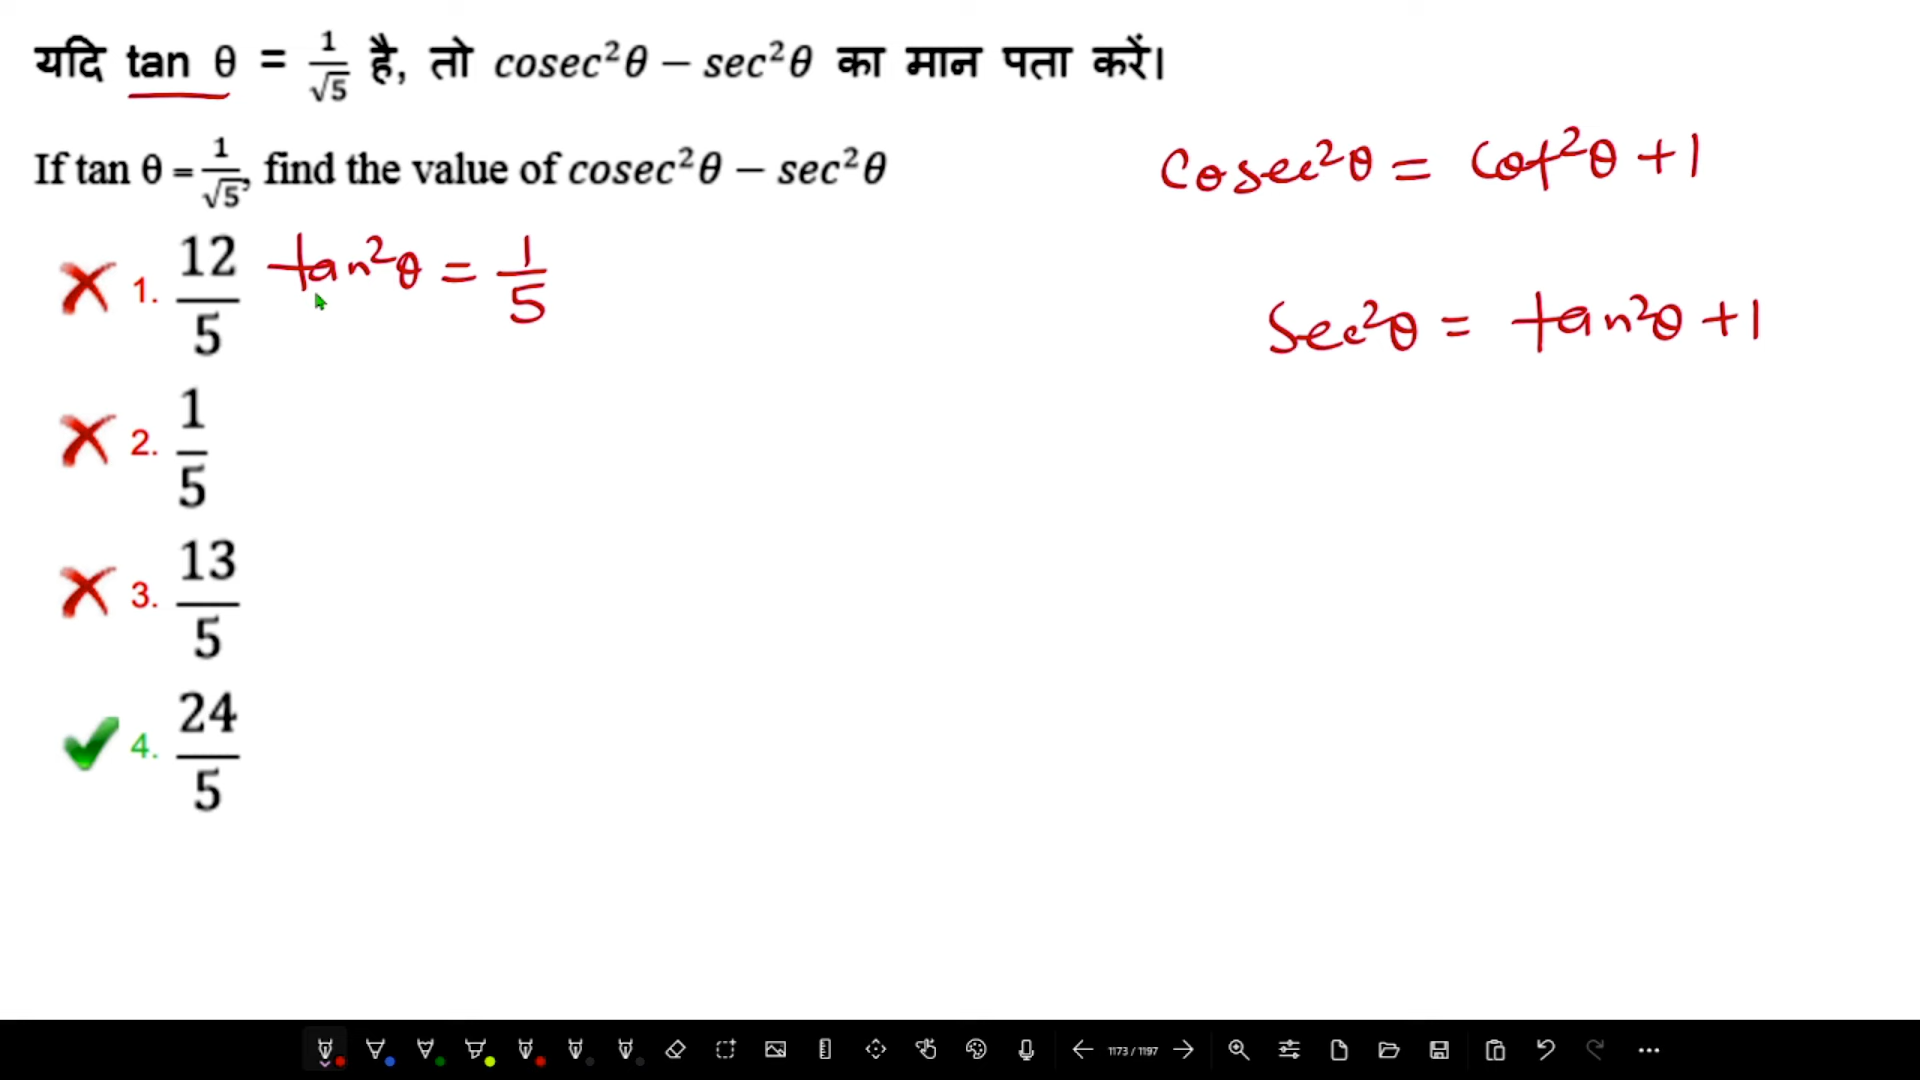 यदि tan θ = 1/√5 है, तो cosec²θ − sec²θ का मान पता करें।
If tan θ = 1/√5, find the value of cosec²θ − sec²θ
Cosec²θ = Cot²θ + 1
1. 12/5
tan²θ = 1/5
Sec²θ = tan²θ + 1
2. 1/5
3. 13/5
4. 24/5
1173 / 1197